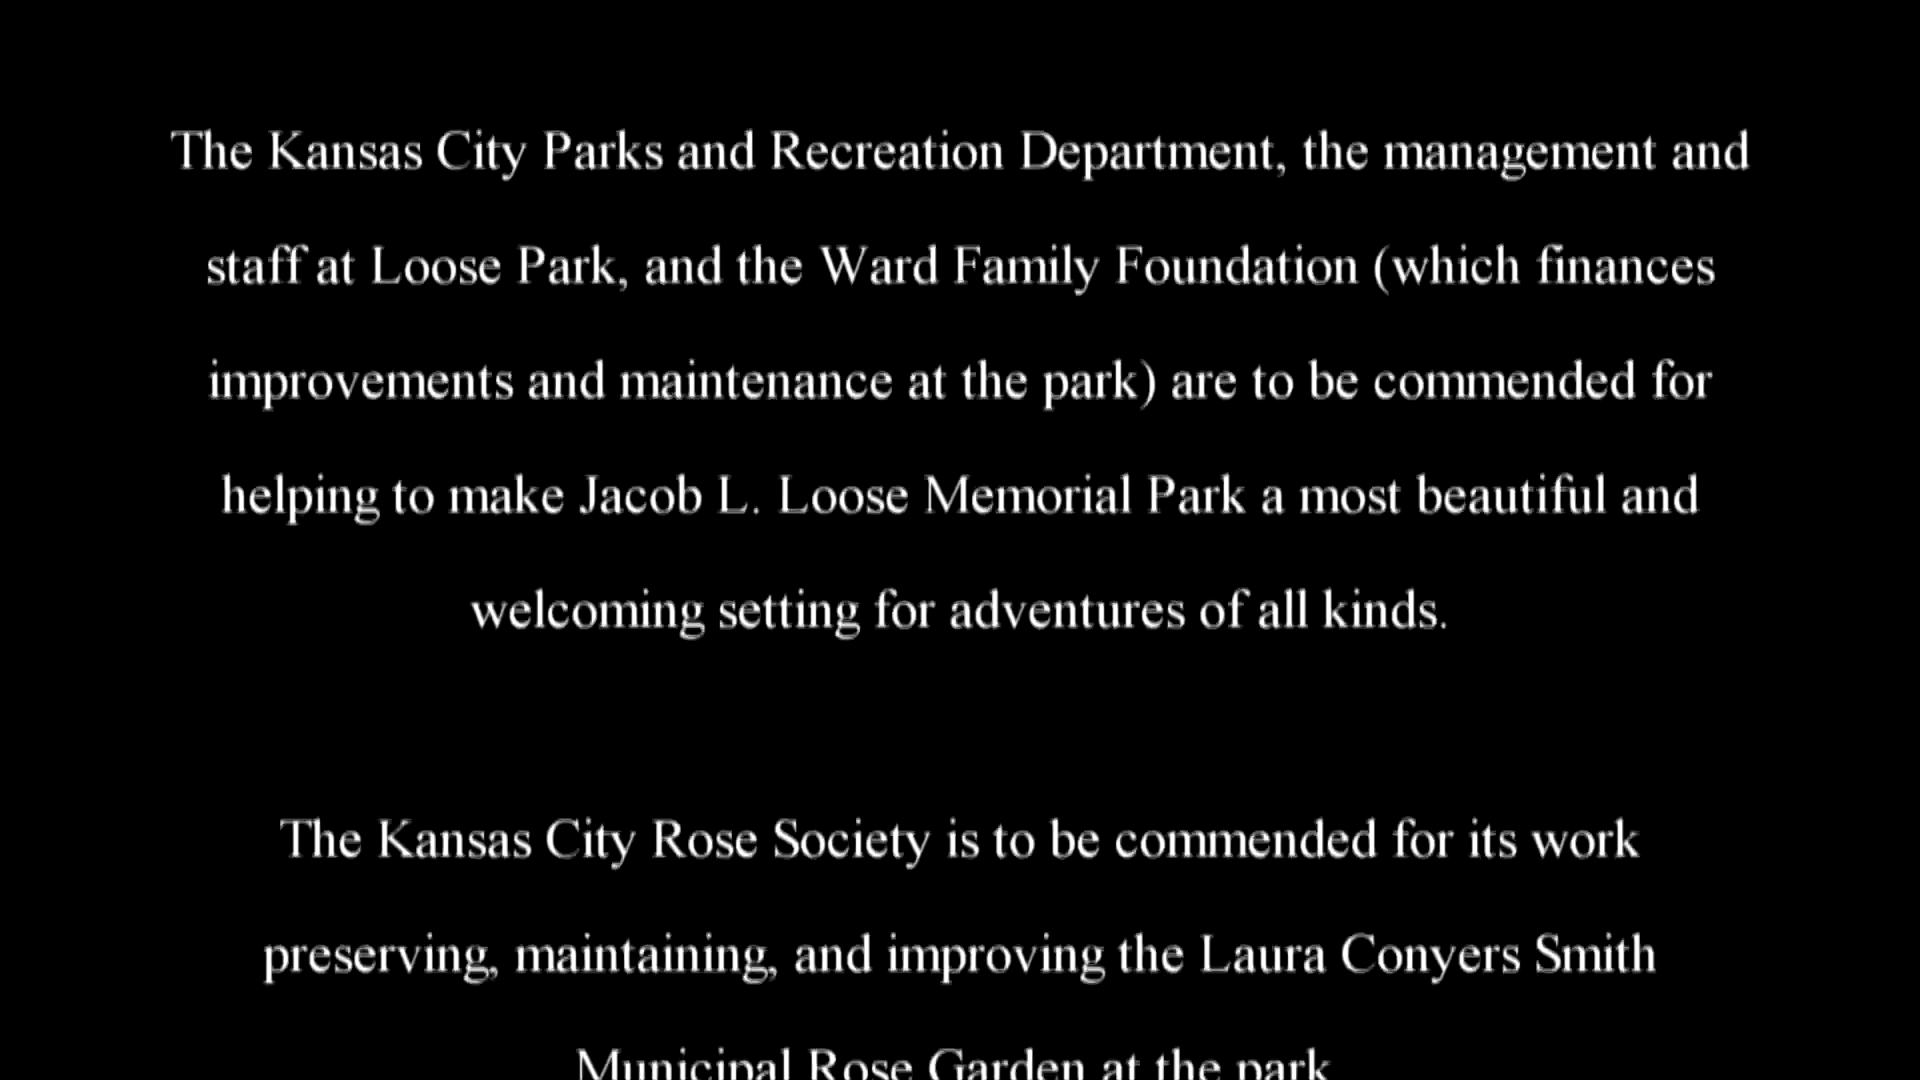 The Kansas City Parks and Recreation Department, the management and
staff at Loose Park, and the Ward Family Foundation (which finances
improvements and maintenance at the park) are to be commended for
helping to make Jacob L. Loose Memorial Park a most beautiful and
welcoming setting for adventures of all kinds.
The Kansas City Rose Society is to be commended for its work
preserving, maintaining, and improving the Laura Conyers Smith
Municipal Rose Garden at the park